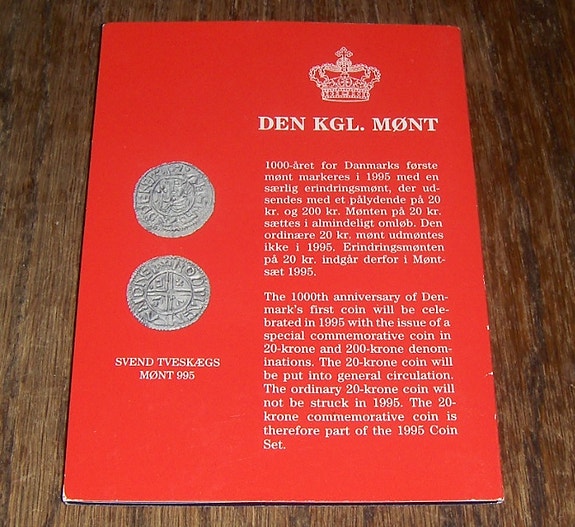 DEN KGL. MØNT
1000-året for Danmarks første
mønt markeres i 1995 med en
særlig erindringsmønt, der ud-
sendes med et pålydende på 20
kr. og 200 kr. Mønten på 20 kr.
sættes i almindeligt omløb. Den
ordinære 20 kr. mønt udmøntes
ikke i 1995. Erindringsmønten
på 20 kr. indgår derfor i Mønt-
sæt 1995.
The 1000th anniversary of Den-
mark's first coin will be cele-
brated in 1995 with the issue of a
special commemorative coin in
20-krone and 200-krone denom-
inations. The 20-krone coin will
be put into general circulation.
The ordinary 20-krone coin will
not be struck in 1995. The 20-
krone commemorative coin is
therefore part of the 1995 Coin
Set.
SVEND TVESKÆGS
MØNT 995